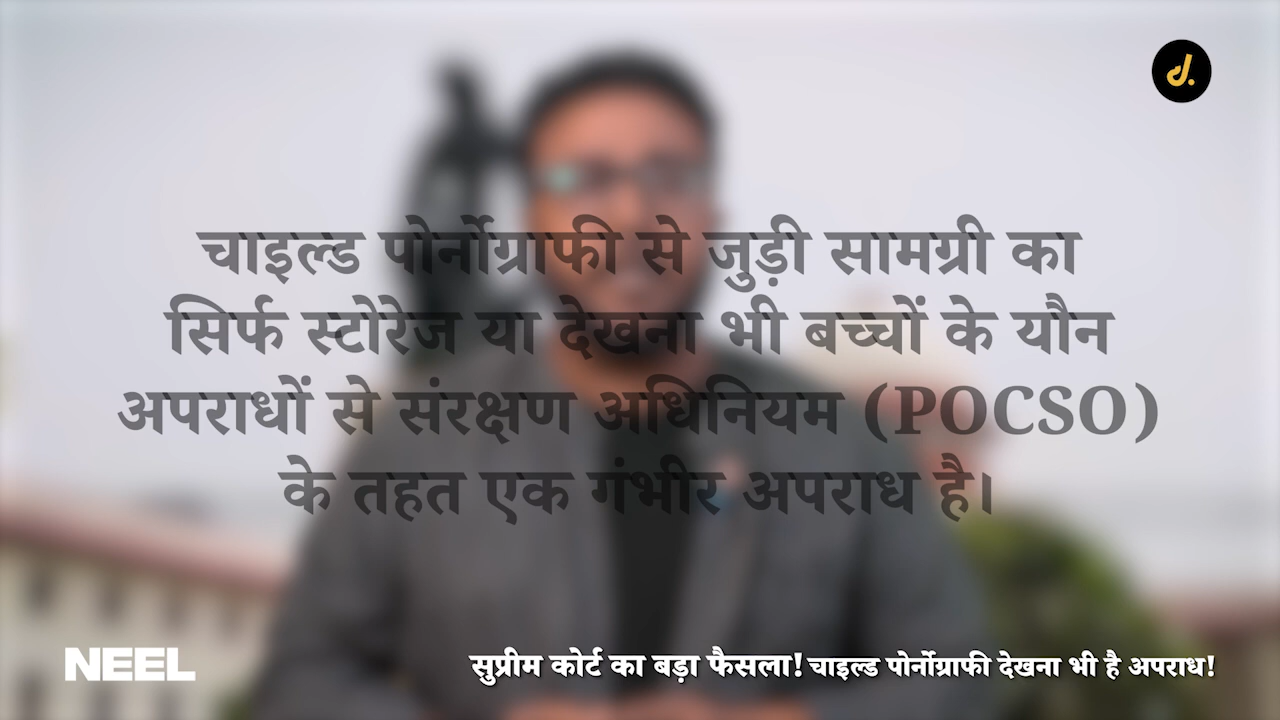 चाइल्ड पोर्नोग्राफी से जुड़ी सामग्री का
सिर्फ स्टोरेज या देखना भी बच्चों के यौन
अपराधों से संरक्षण अधिनियम (POCSO)
के तहत एक गंभीर अपराध है।
NEEL
सुप्रीम कोर्ट का बड़ा फैसला! चाइल्ड पोर्नोग्राफी देखना भी है अपराध!